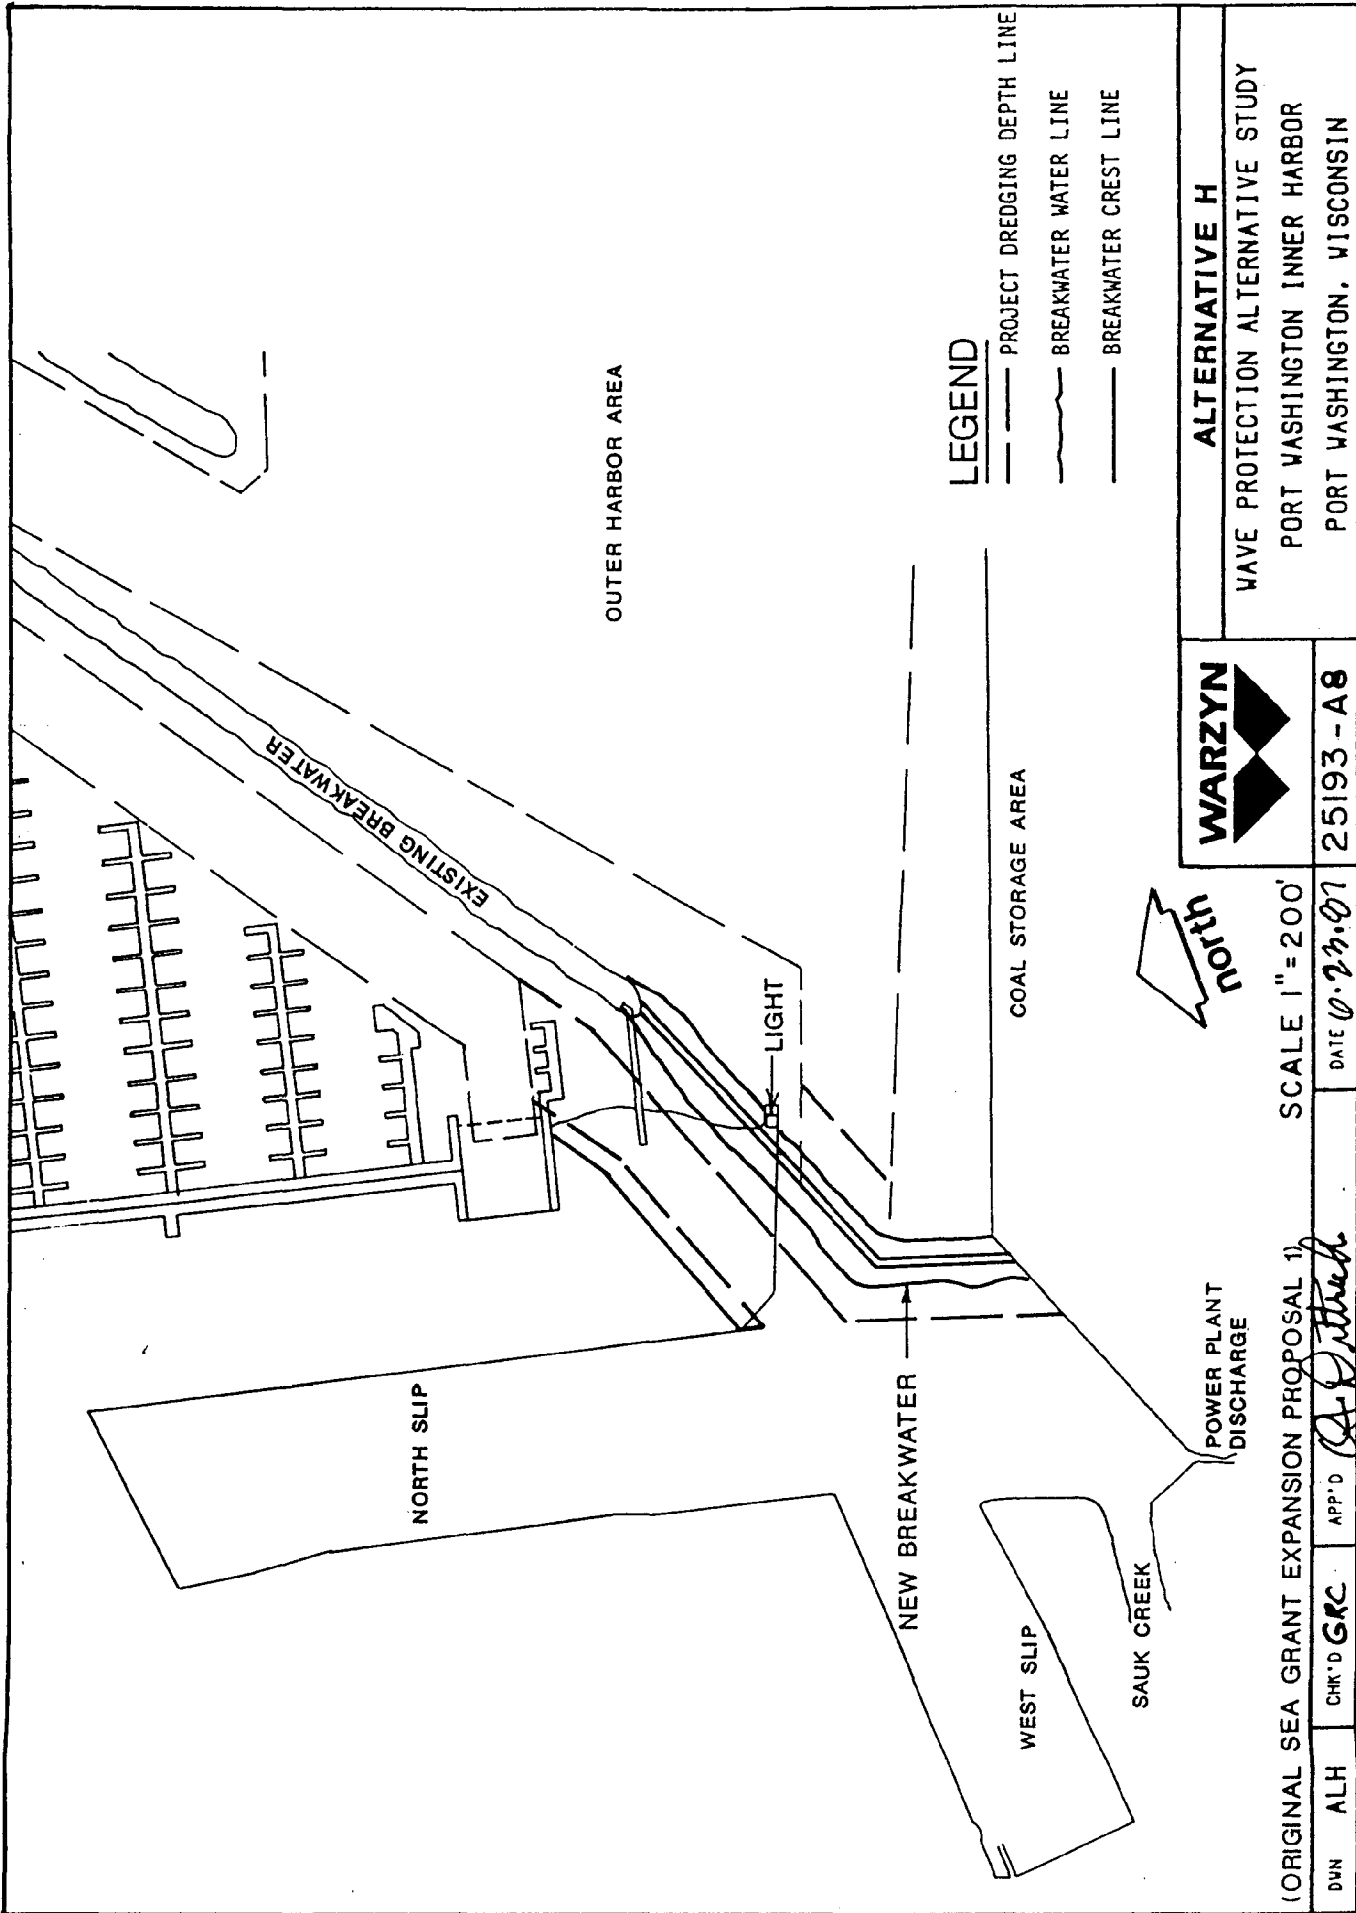 NORTH SLIP
EXISTING BREAKWATER
OUTER HARBOR AREA
LIGHT
NEW BREAKWATER
WEST SLIP
SAUK CREEK
POWER PLANT
DISCHARGE
COAL STORAGE AREA
LEGEND
PROJECT DREDGING DEPTH LINE
BREAKWATER WATER LINE
BREAKWATER CREST LINE
north
(ORIGINAL SEA GRANT EXPANSION PROPOSAL 1)
SCALE 1" = 200'
DWN ALH
CHK'D GRC
APP'D
DATE
WARZYN
25193-A8
ALTERNATIVE H
WAVE PROTECTION ALTERNATIVE STUDY
PORT WASHINGTON INNER HARBOR
PORT WASHINGTON, WISCONSIN